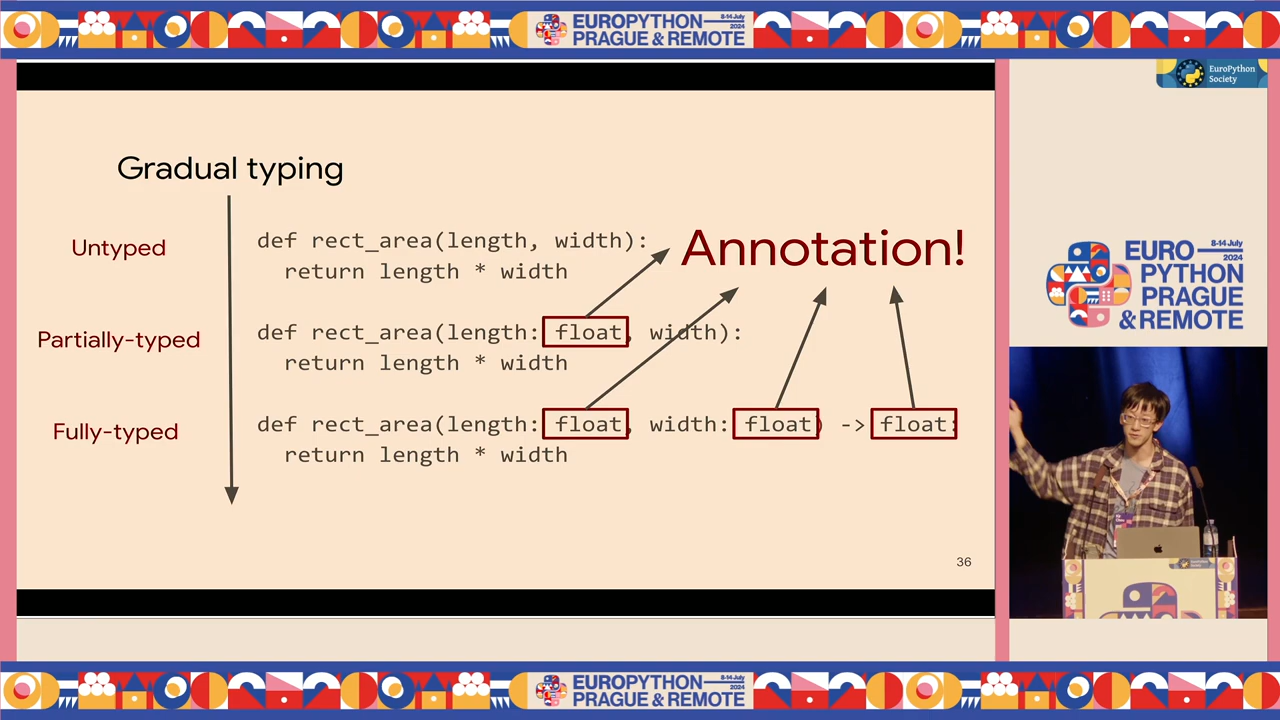 EUROPYTHON
8-14 July
2024
PRAGUE & REMOTE
EuroPython
Society
Gradual typing
Untyped
def rect_area(length, width):
return length * width
Annotation!
Partially-typed
def rect_area(length: float, width):
return length * width
Fully-typed
def rect_area(length: float, width: float) -> float:
return length * width
36
EURO
8-14 July
2024
PYTHON
PRAGUE
& REMOTE
EUROPYTHON
8-14 July
2024
PRAGUE & REMOTE